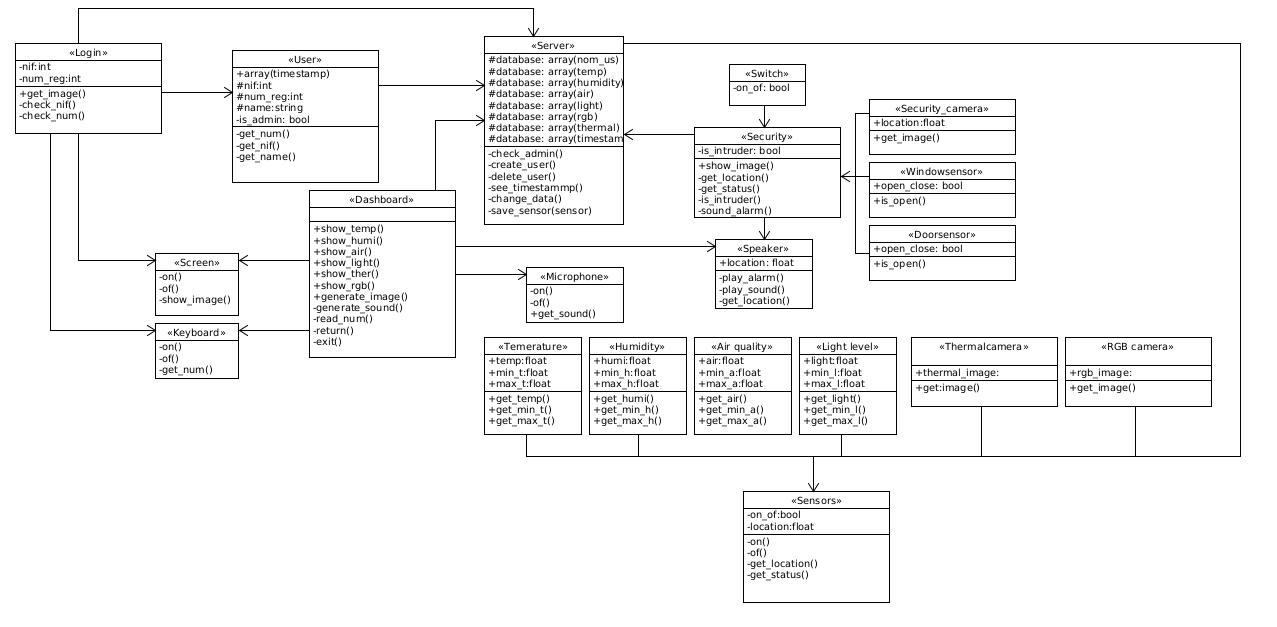 «Login»
-nif:int
-num_reg:int
+get_image()
-check_nif()
-check_num()
«User»
+array(timestamp)
#nif:int
#num_reg:int
#name:string
-is_admin: bool
-get_num()
-get_nif()
-get_name()
«Server»
#database: array(nom_us)
#database: array(temp)
#database: array(humidity)
#database: array(air)
#database: array(light)
#database: array(rgb)
#database: array(thermal)
#database: array(timestam
-check_admin()
-create_user()
-delete_user()
-see_timestammp()
-change_data()
-save_sensor(sensor)
«Switch»
-on_of: bool
«Security»
-is_intruder: bool
+show_image()
-get_location()
-get_status()
-is_intruder()
-sound_alarm()
«Security_camera»
+location:float
+get_image()
«Windowsensor»
+open_close: bool
+is_open()
«Doorsensor»
+open_close: bool
+is_open()
«Dashboard»
+show_temp()
+show_humi()
+show_air()
+show_light()
+show_ther()
+show_rgb()
+generate_image()
-generate_sound()
-read_num()
-return()
-exit()
«Screen»
-on()
-of()
-show_image()
«Keyboard»
-on()
-of()
-get_num()
«Microphone»
-on()
-of()
+get_sound()
«Speaker»
+location: float
-play_alarm()
-play_sound()
-get_location()
«Temerature»
+temp:float
+min_t:float
+max_t:float
+get_temp()
+get_min_t()
+get_max_t()
«Humidity»
+humi:float
+min_h:float
+max_h:float
+get_humi()
+get_min_h()
+get_max_h()
«Air quality»
+air:float
+min_a:float
+max_a:float
+get_air()
+get_min_a()
+get_max_a()
«Light level»
+light:float
+min_l:float
+max_l:float
+get_light()
+get_min_l()
+get_max_l()
«Thermalcamera»
+thermal_image:
+get:image()
«RGB camera»
+rgb_image:
+get_image()
«Sensors»
-on_of:bool
-location:float
-on()
-of()
-get_location()
-get_status()